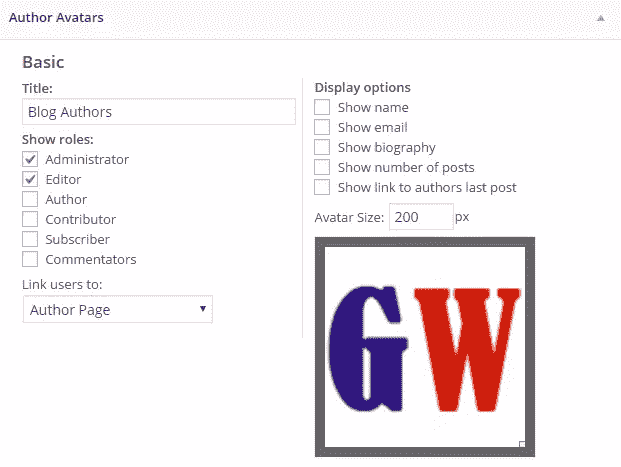 Author Avatars
Basic
Title:
Blog Authors
Show roles:
Administrator
Editor
Author
Contributor
Subscriber
Commentators
Link users to:
Author Page
Display options
Show name
Show email
Show biography
Show number of posts
Show link to authors last post
Avatar Size: 200 px
GW